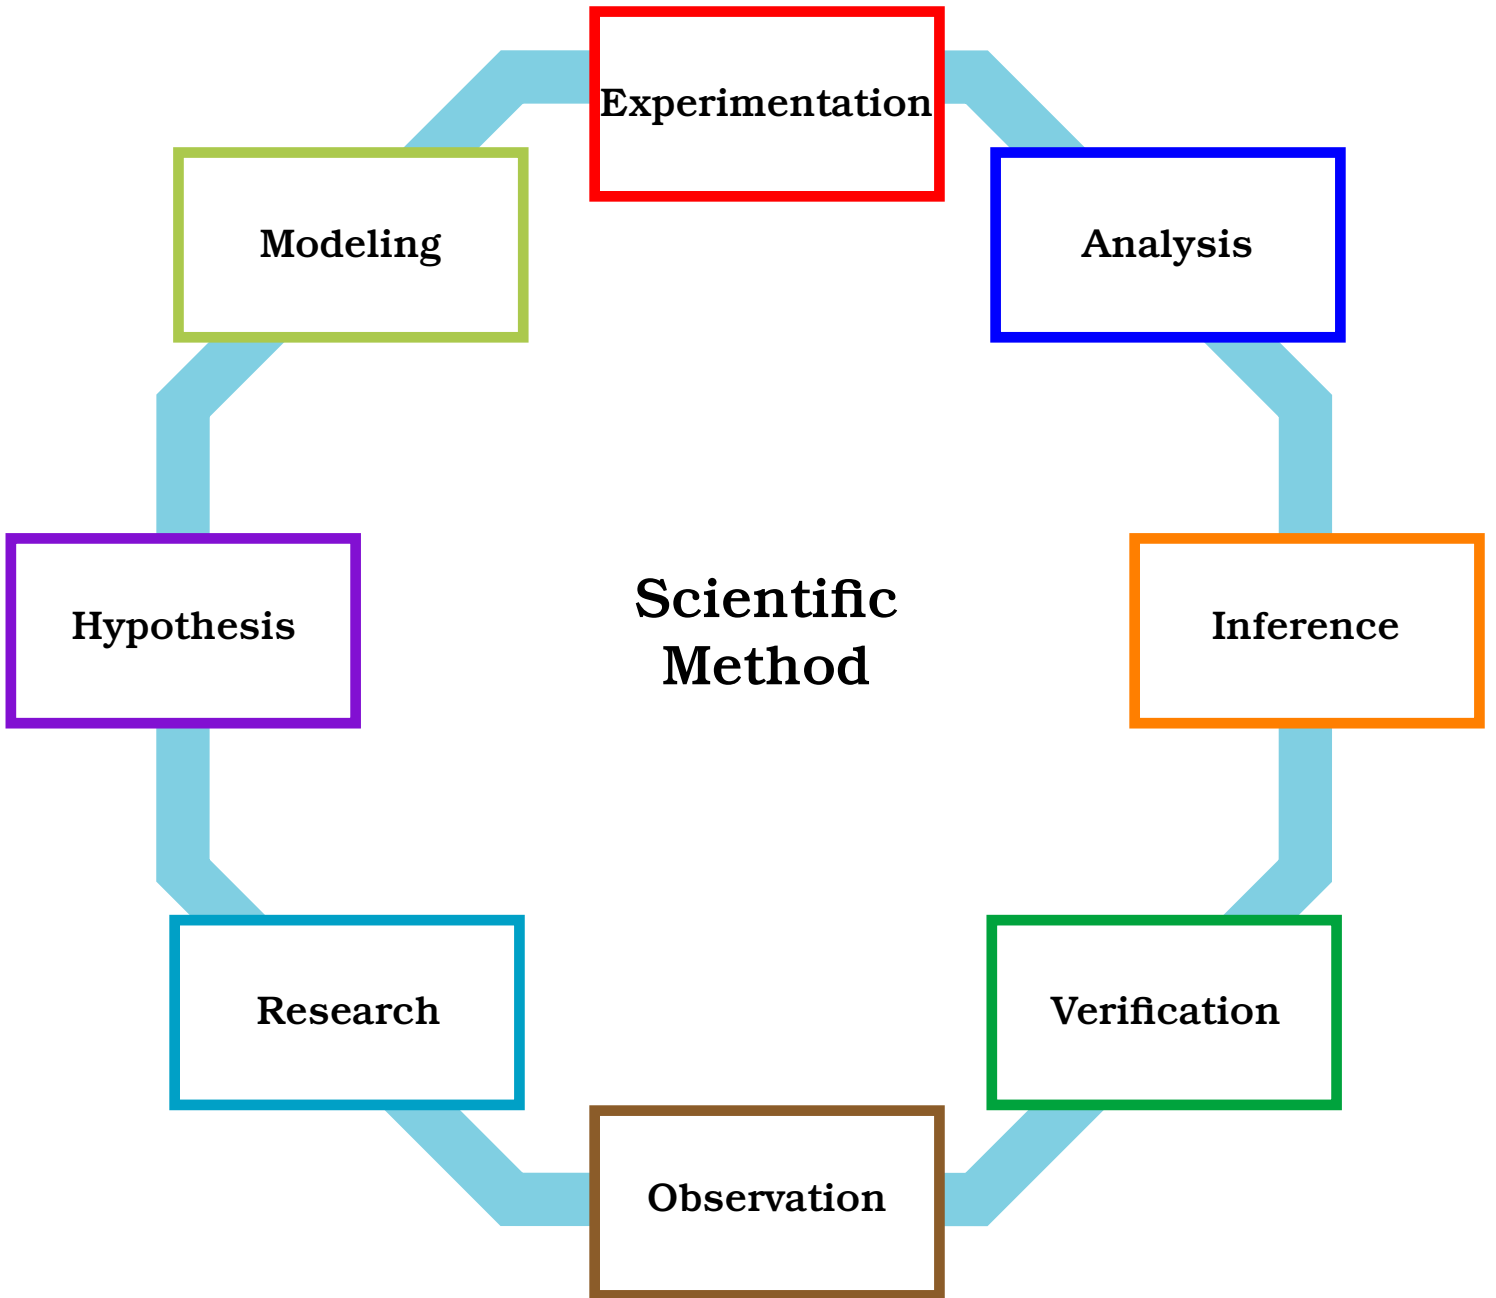 Experimentation
Modeling
Analysis
Hypothesis
Scientific
Method
Inference
Research
Verification
Observation